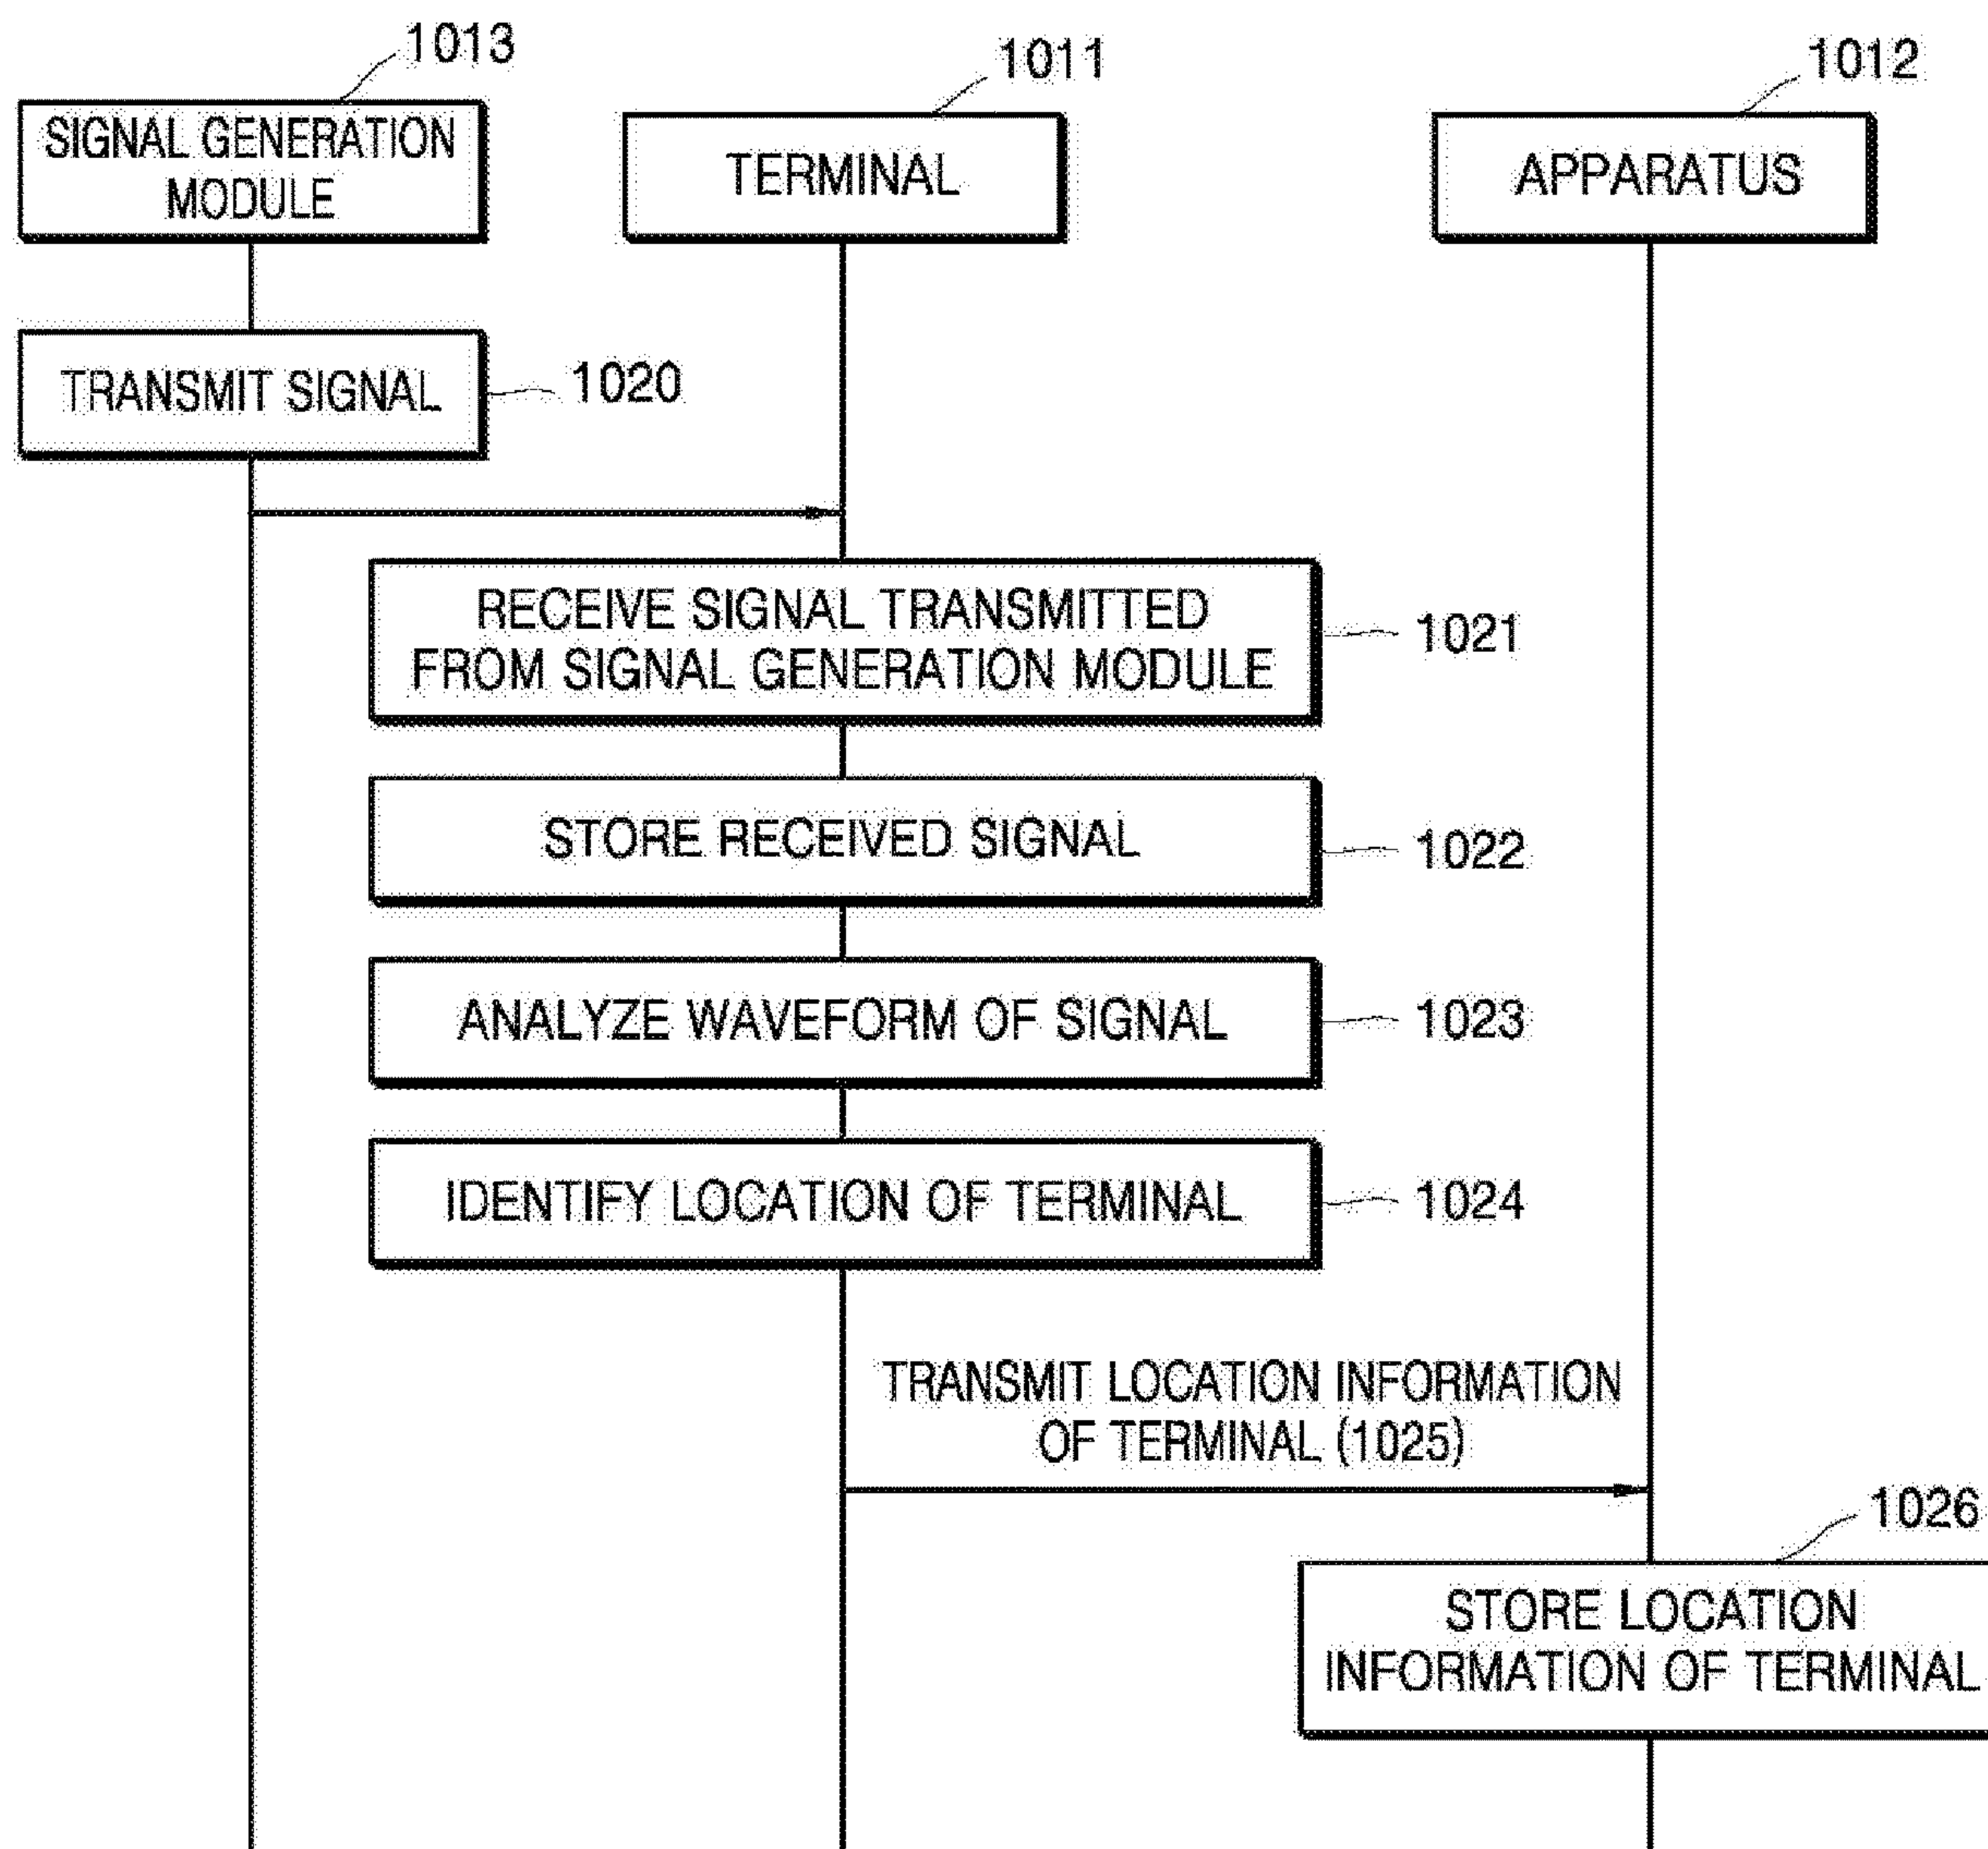 1013
1011
1012
SIGNAL GENERATION
MODULE
TERMINAL
APPARATUS
TRANSMIT SIGNAL
1020
RECEIVE SIGNAL TRANSMITTED
FROM SIGNAL GENERATION MODULE
1021
STORE RECEIVED SIGNAL
1022
ANALYZE WAVEFORM OF SIGNAL
1023
IDENTIFY LOCATION OF TERMINAL
1024
TRANSMIT LOCATION INFORMATION
OF TERMINAL (1025)
1026
STORE LOCATION
INFORMATION OF TERMINAL